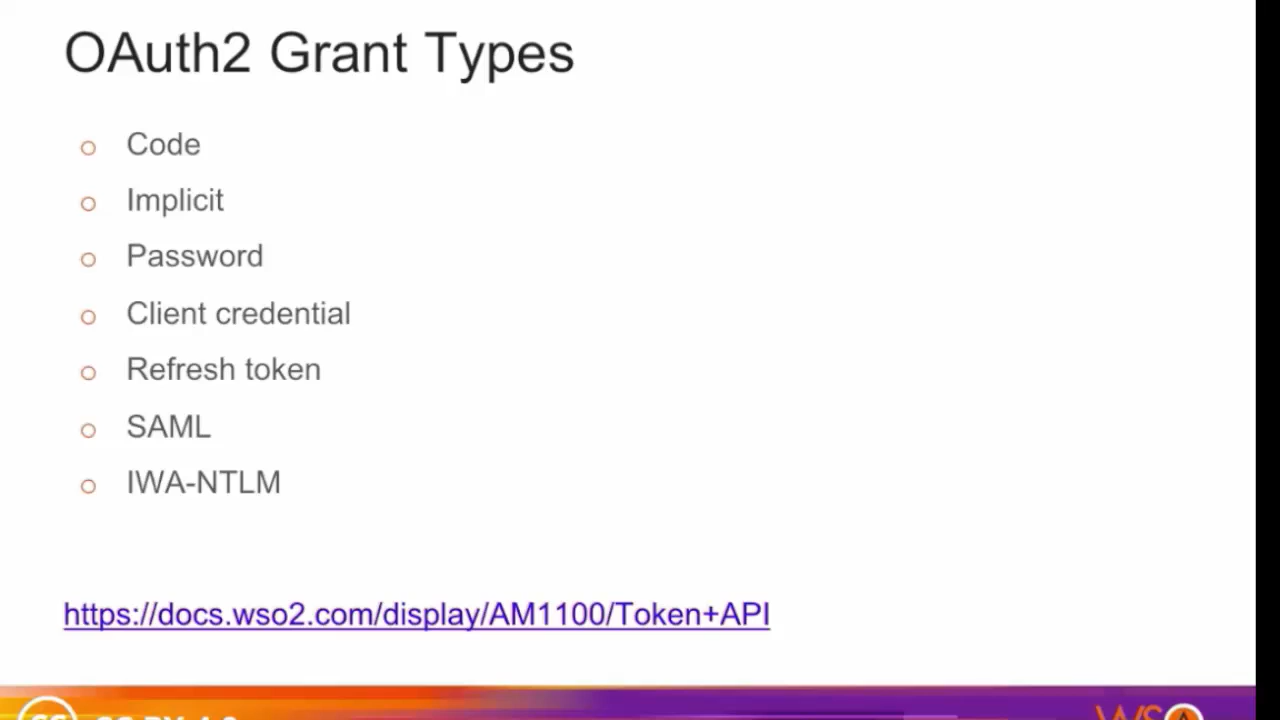 OAuth2 Grant Types
Code
Implicit
Password
Client credential
Refresh token
SAML
IWA-NTLM
https://docs.wso2.com/display/AM1100/Token+API